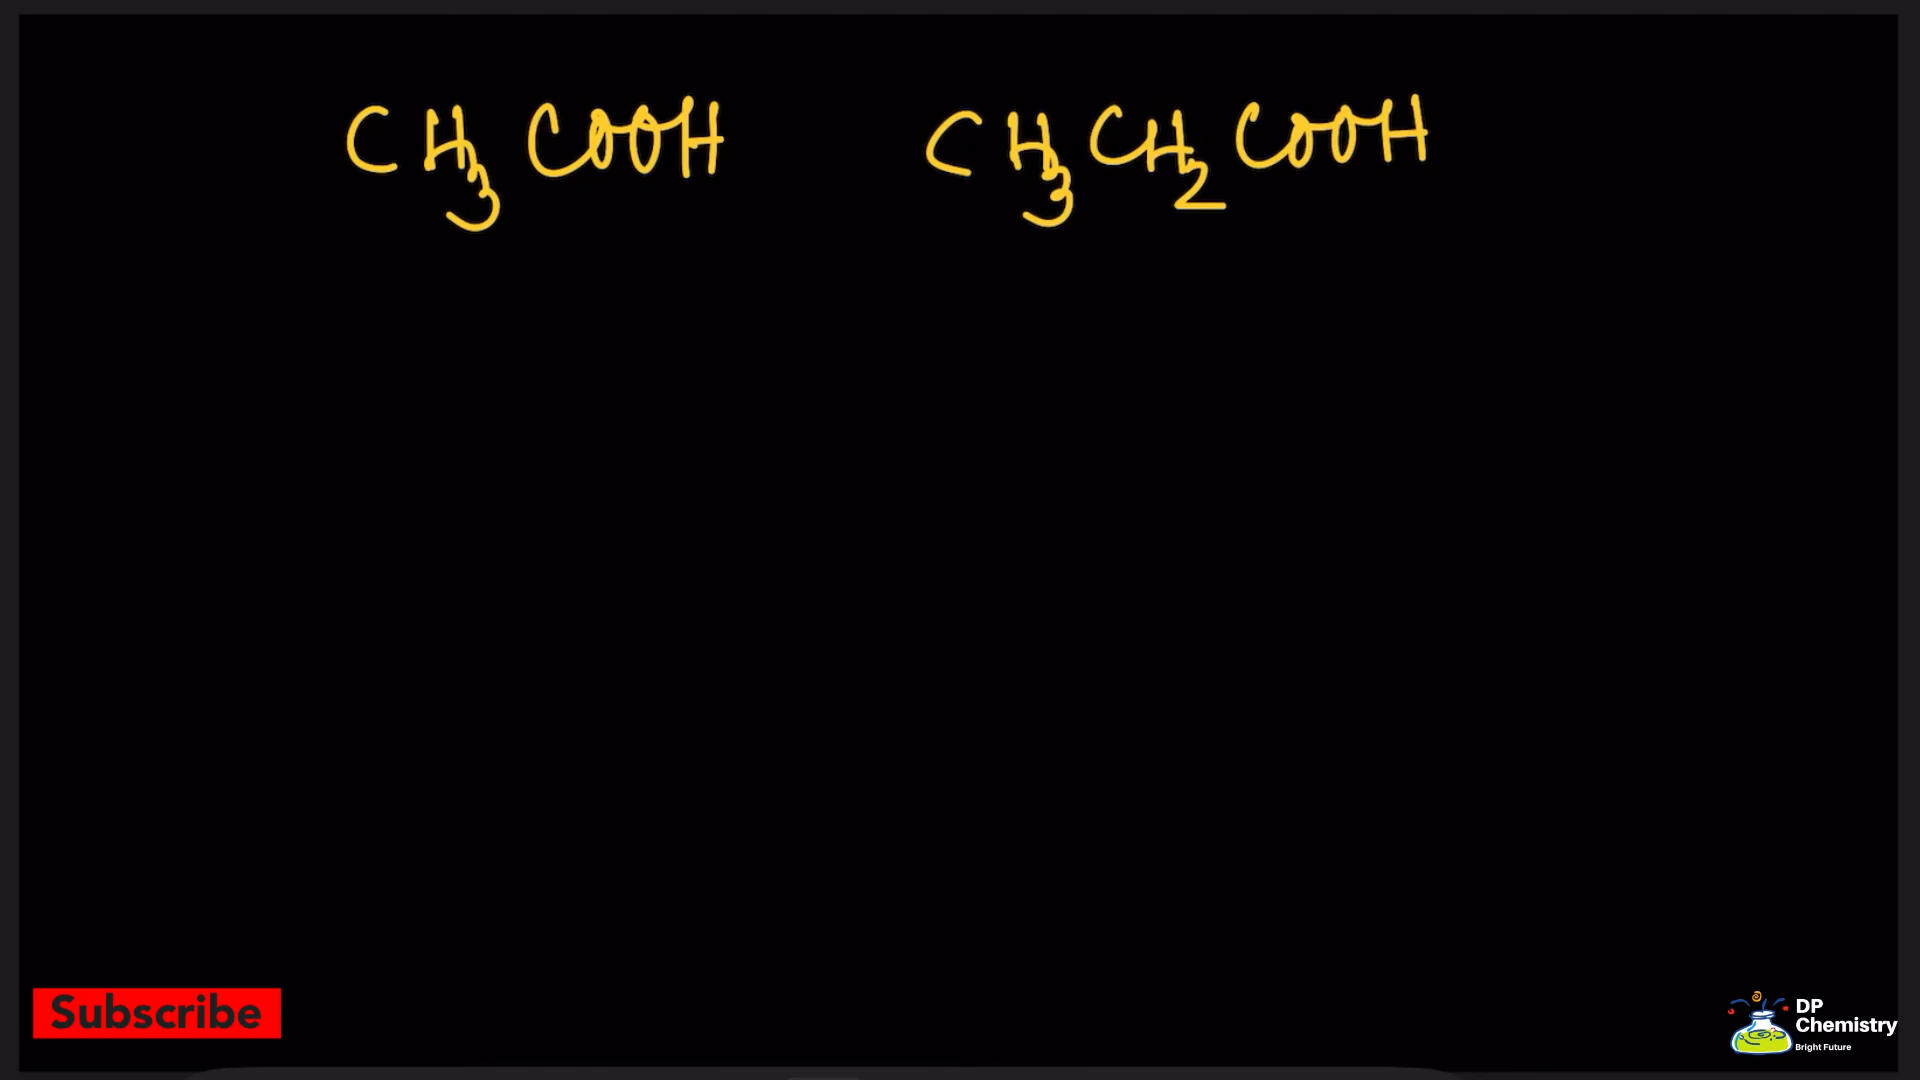 CH3COOH CH3CH2COOH
Subscribe
DP
Chemistry
Bright Future